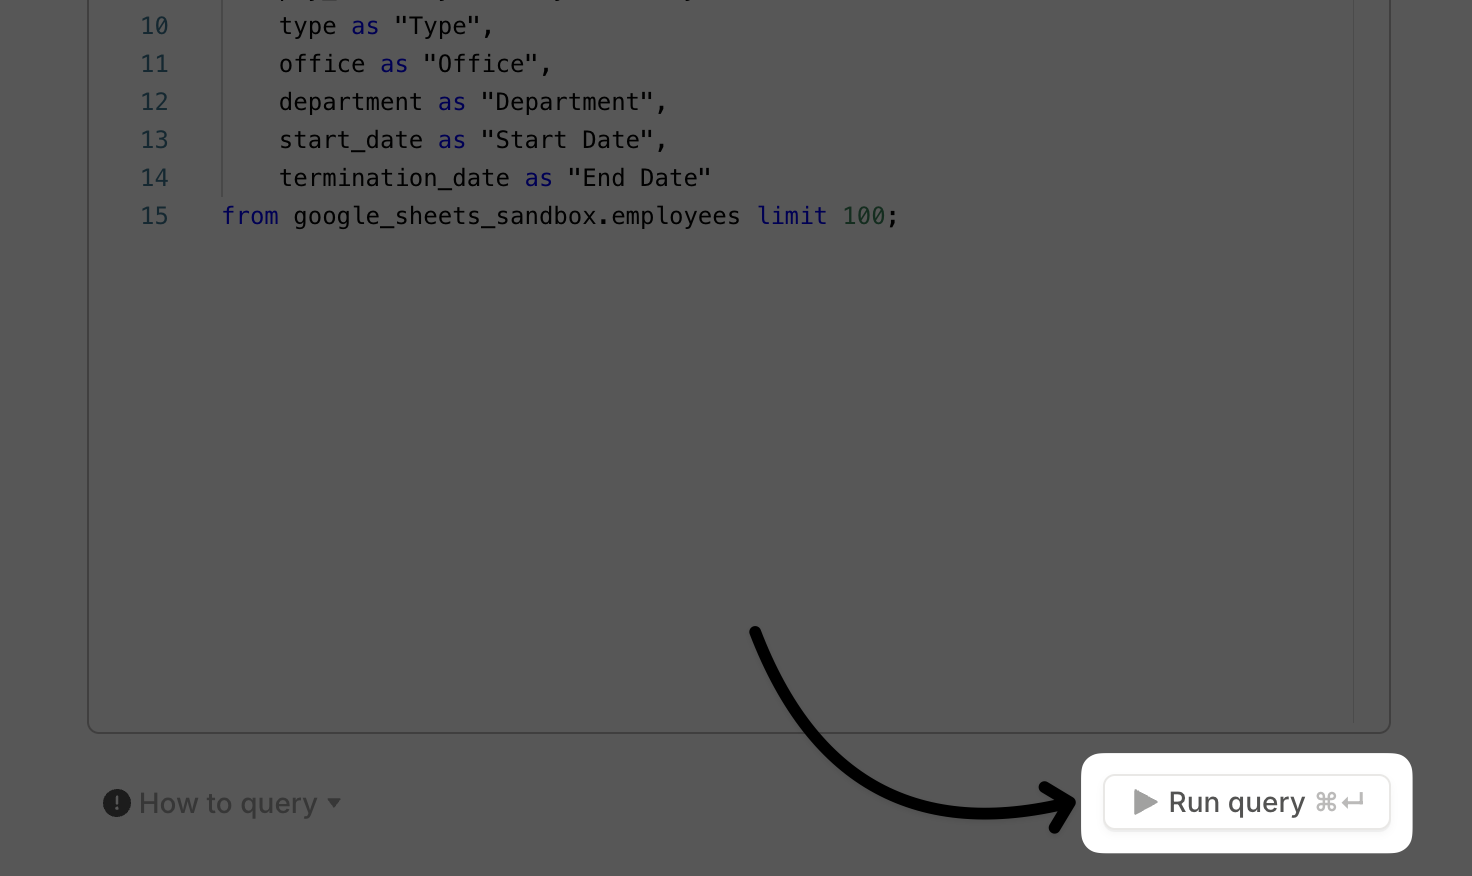 10 type as "Type",
11 office as "Office",
12 department as "Department",
13 start_date as "Start Date",
14 termination_date as "End Date"
15 from google_sheets_sandbox.employees limit 100;
! How to query ▼
▶ Run query ⌘↵